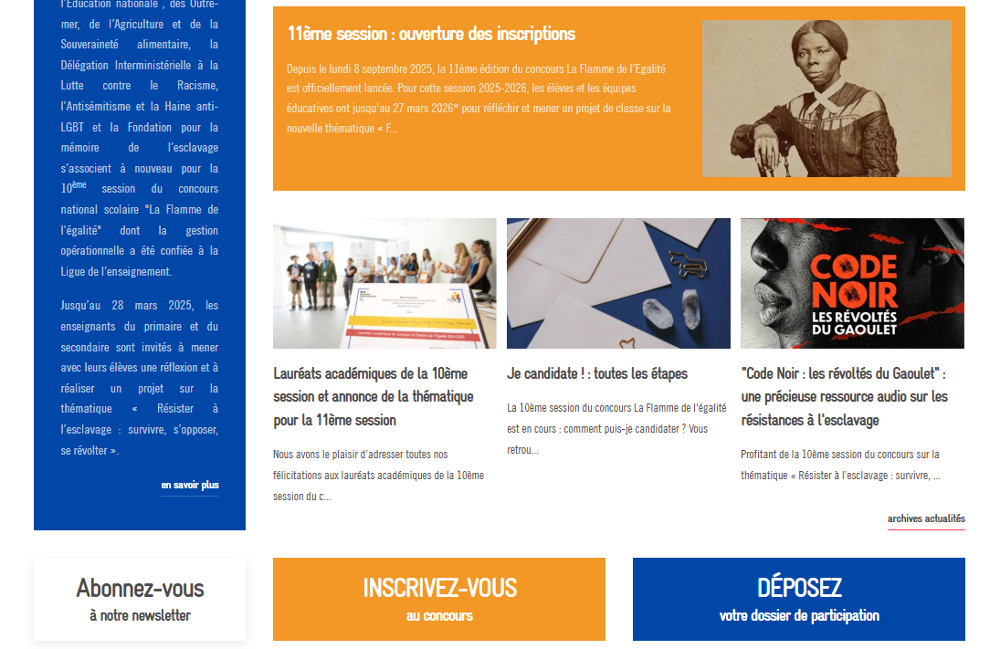 l'Éducation nationale , des Outre-
mer, de l'Agriculture et de la
Souveraineté alimentaire, la
Délégation Interministérielle à la
Lutte contre le Racisme,
l'Antisémitisme et la Haine anti-
LGBT et la Fondation pour la
mémoire de l'esclavage
s'associent à nouveau pour la
10ème session du concours
national scolaire "La Flamme de
l'égalité" dont la gestion
opérationnelle a été confiée à la
Ligue de l'enseignement.
Jusqu'au 28 mars 2025, les
enseignants du primaire et du
secondaire sont invités à mener
avec leurs élèves une réflexion et à
réaliser un projet sur la
thématique « Résister à
l'esclavage : survivre, s'opposer,
se révolter ».
en savoir plus
11ème session : ouverture des inscriptions
Depuis le lundi 8 septembre 2025, la 11ème édition du concours La Flamme de l'Egalité
est officiellement lancée. Pour cette session 2025-2026, les élèves et les équipes
éducatives ont jusqu'au 27 mars 2026* pour réfléchir et mener un projet de classe sur la
nouvelle thématique « F...
Lauréats académiques de la 10ème
session et annonce de la thématique
pour la 11ème session
Nous avons le plaisir d'adresser toutes nos
félicitations aux lauréats académiques de la 10ème
session du c...
Je candidate ! : toutes les étapes
La 10ème session du concours La Flamme de l'égalité
est en cours : comment puis-je candidater ? Vous
retrou...
CODE
NOIR
LES RÉVOLTÉS
DU GAOULET
"Code Noir : les révoltés du Gaoulet" :
une précieuse ressource audio sur les
résistances à l'esclavage
Profitant de la 10ème session du concours sur la
thématique « Résister à l'esclavage : survivre, ...
archives actualités
Abonnez-vous
à notre newsletter
INSCRIVEZ-VOUS
au concours
DÉPOSEZ
votre dossier de participation